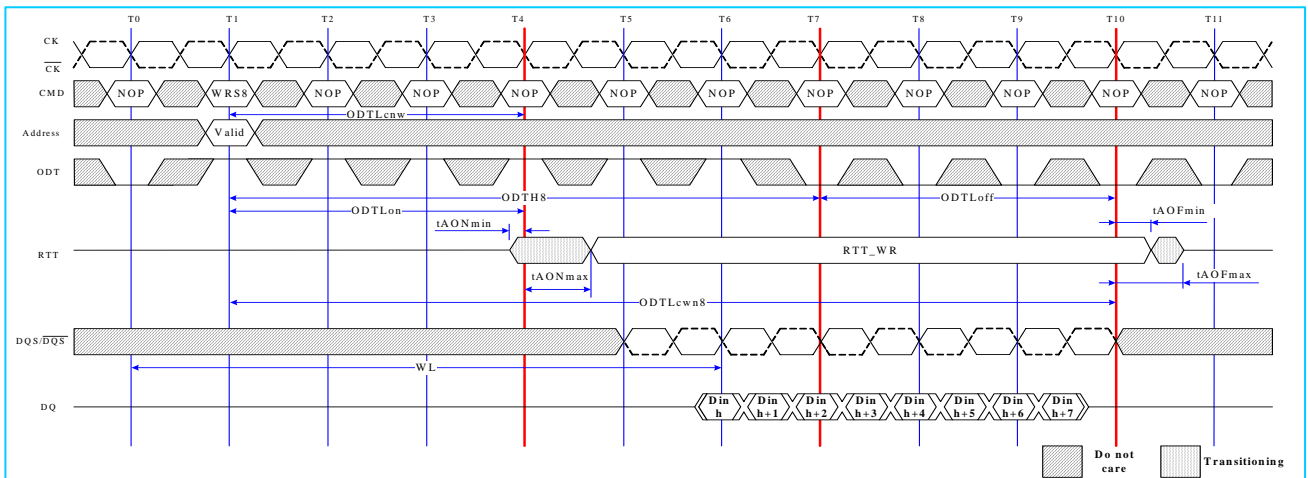 T0 T1 T2 T3 T4 T5 T6 T7 T8 T9 T10 T11
CK
CK
CMD NOP WRS8 NOP NOP NOP NOP NOP NOP NOP NOP NOP NOP
ODTLcnw
Address Valid
ODT
ODTH8 ODTLoff
ODTLon tAOFmin
tAONmin
RTT RTT_WR
tAONmax tAOFmax
ODTLcwn8
DQS/DQS
WL
DQ Din h Din h+1 Din h+2 Din h+3 Din h+4 Din h+5 Din h+6 Din h+7
Do not care Transitioning